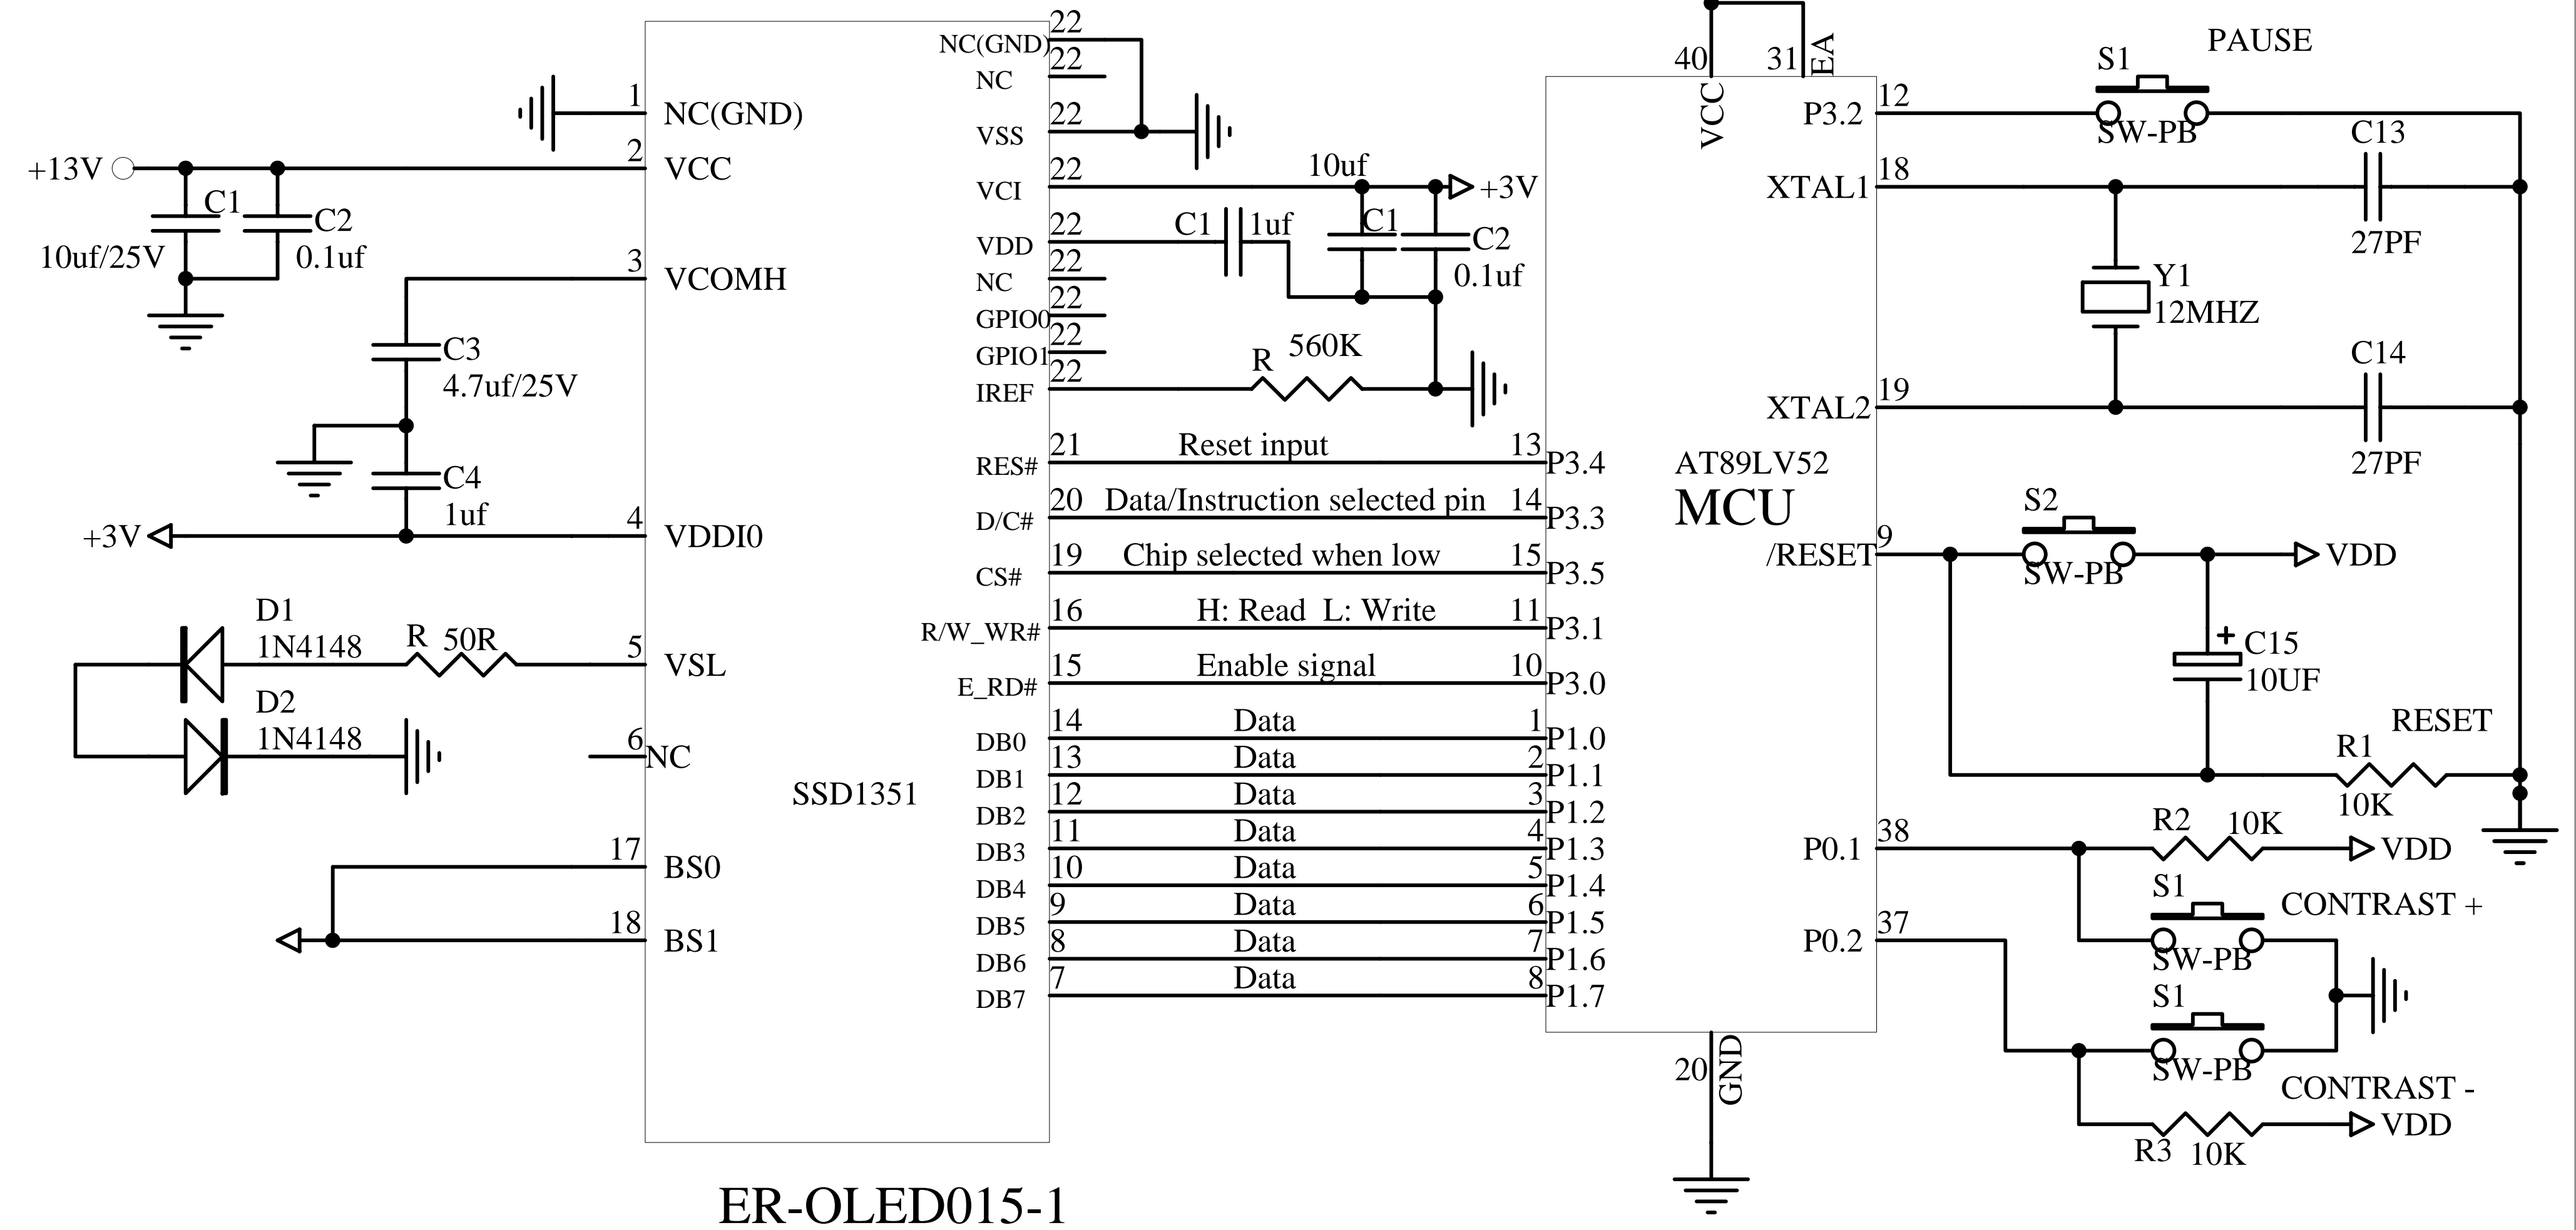 +13V
C1
10uf/25V
C2
0.1uf
C3
4.7uf/25V
C4
1uf
+3V
D1
1N4148
R 50R
D2
1N4148
1 NC(GND)
2 VCC
3 VCOMH
4 VDDI0
5 VSL
6 NC
17 BS0
18 BS1
SSD1351
ER-OLED015-1
NC(GND) 22
NC 22
VSS 22
VCI 22
VDD 22
NC 22
GPIO0 22
GPIO1 22
IREF 22
10uf
+3V
C1 1uf
C1
C2
0.1uf
R 560K
RES# 21 Reset input 13 P3.4
D/C# 20 Data/Instruction selected pin 14 P3.3
CS# 19 Chip selected when low 15 P3.5
R/W_WR# 16 H: Read L: Write 11 P3.1
E_RD# 15 Enable signal 10 P3.0
DB0 14 Data 1 P1.0
DB1 13 Data 2 P1.1
DB2 12 Data 3 P1.2
DB3 11 Data 4 P1.3
DB4 10 Data 5 P1.4
DB5 9 Data 6 P1.5
DB6 8 Data 7 P1.6
DB7 7 Data 8 P1.7
40 VCC
31 EA
AT89LV52
MCU
20 GND
P3.2 12
XTAL1 18
XTAL2 19
/RESET 9
P0.1 38
P0.2 37
PAUSE
S1
SW-PB
C13
27PF
Y1
12MHZ
C14
27PF
S2
SW-PB
VDD
+
C15
10UF
RESET
R1
10K
R2 10K
VDD
S1
CONTRAST +
SW-PB
S1
SW-PB
CONTRAST -
VDD
R3 10K